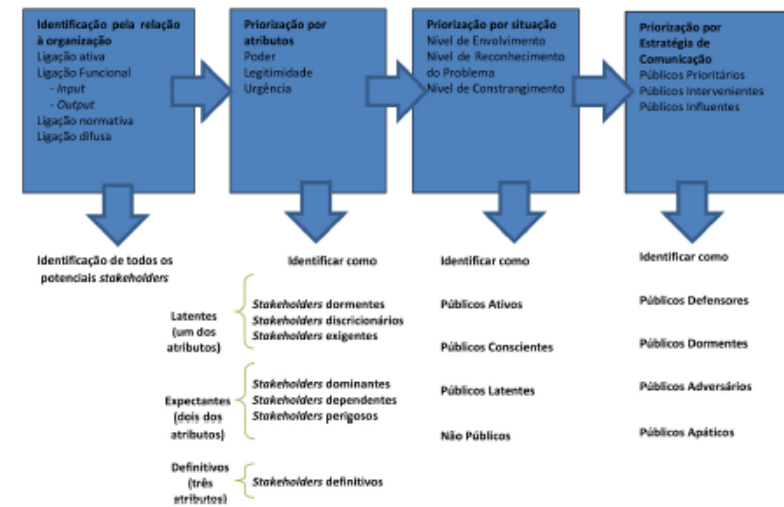 Identificação pela relação
à organização
Ligação ativa
Ligação Funcional
- Input
- Output
Ligação normativa
Ligação difusa
Priorização por
atributos
Poder
Legitimidade
Urgência
Priorização por situação
Nível de Envolvimento
Nível de Reconhecimento
do Problema
Nível de Constrangimento
Priorização por
Estratégia de
Comunicação
Públicos Prioritários
Públicos Intervenientes
Públicos Influentes
Identificação de todos os
potenciais stakeholders
Identificar como
Latentes
(um dos
atributos)
Stakeholders dormentes
Stakeholders discricionários
Stakeholders exigentes
Expectantes
(dois dos
atributos)
Stakeholders dominantes
Stakeholders dependentes
Stakeholders perigosos
Definitivos
(três
atributos)
Stakeholders definitivos
Identificar como
Públicos Ativos
Públicos Conscientes
Públicos Latentes
Não Públicos
Identificar como
Públicos Defensores
Públicos Dormentes
Públicos Adversários
Públicos Apáticos